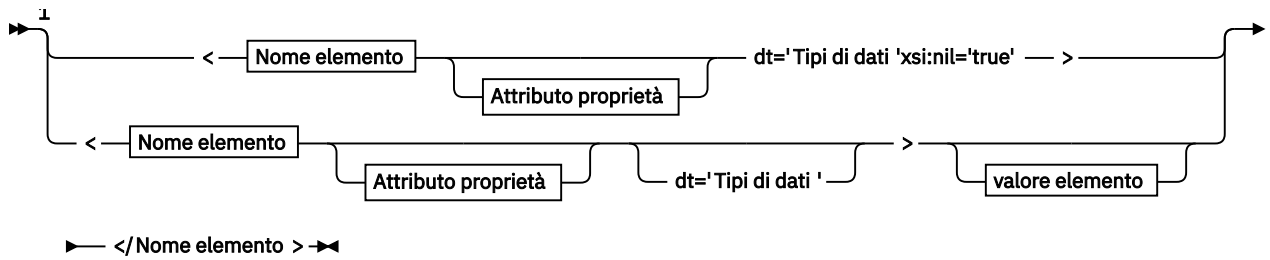 1
< Nome elemento dt='Tipi di dati 'xsi:nil='true' >
Attributo proprietà
< Nome elemento >
Attributo proprietà dt='Tipi di dati ' valore elemento
</Nome elemento >